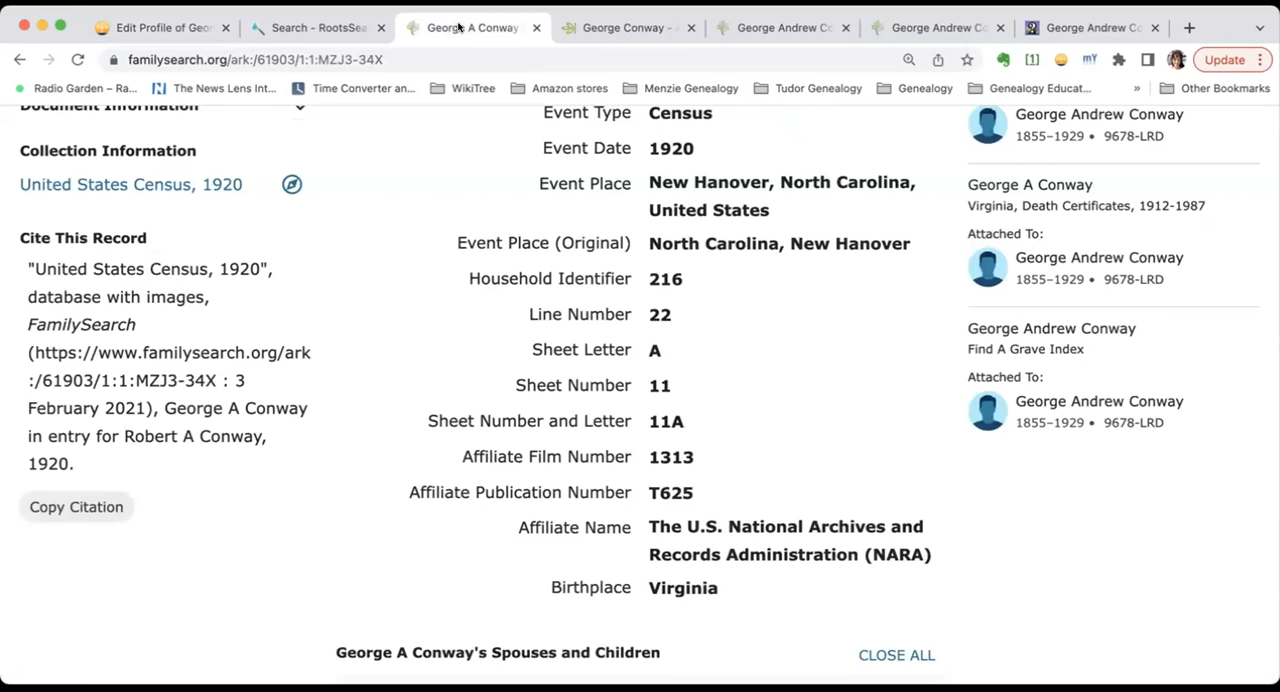 Edit Profile of Geor
Search - RootsSea
George A Conway
George Conway -
George Andrew Co
George Andrew Co
George Andrew Co
familysearch.org/ark:/61903/1:1:MZJ3-34X
Update
Radio Garden – Ra...
The News Lens Int...
Time Converter an...
WikiTree
Amazon stores
Menzie Genealogy
Tudor Genealogy
Genealogy
Genealogy Educat...
»
Other Bookmarks
Document Information
Collection Information
United States Census, 1920
Cite This Record
"United States Census, 1920",
database with images,
FamilySearch
(https://www.familysearch.org/ark
:/61903/1:1:MZJ3-34X : 3
February 2021), George A Conway
in entry for Robert A Conway,
1920.
Copy Citation
Event Type Census
Event Date 1920
Event Place New Hanover, North Carolina,
United States
Event Place (Original) North Carolina, New Hanover
Household Identifier 216
Line Number 22
Sheet Letter A
Sheet Number 11
Sheet Number and Letter 11A
Affiliate Film Number 1313
Affiliate Publication Number T625
Affiliate Name The U.S. National Archives and
Records Administration (NARA)
Birthplace Virginia
George A Conway's Spouses and Children
CLOSE ALL
George Andrew Conway
1855–1929 • 9678-LRD
George A Conway
Virginia, Death Certificates, 1912-1987
Attached To:
George Andrew Conway
1855–1929 • 9678-LRD
George Andrew Conway
Find A Grave Index
Attached To:
George Andrew Conway
1855–1929 • 9678-LRD